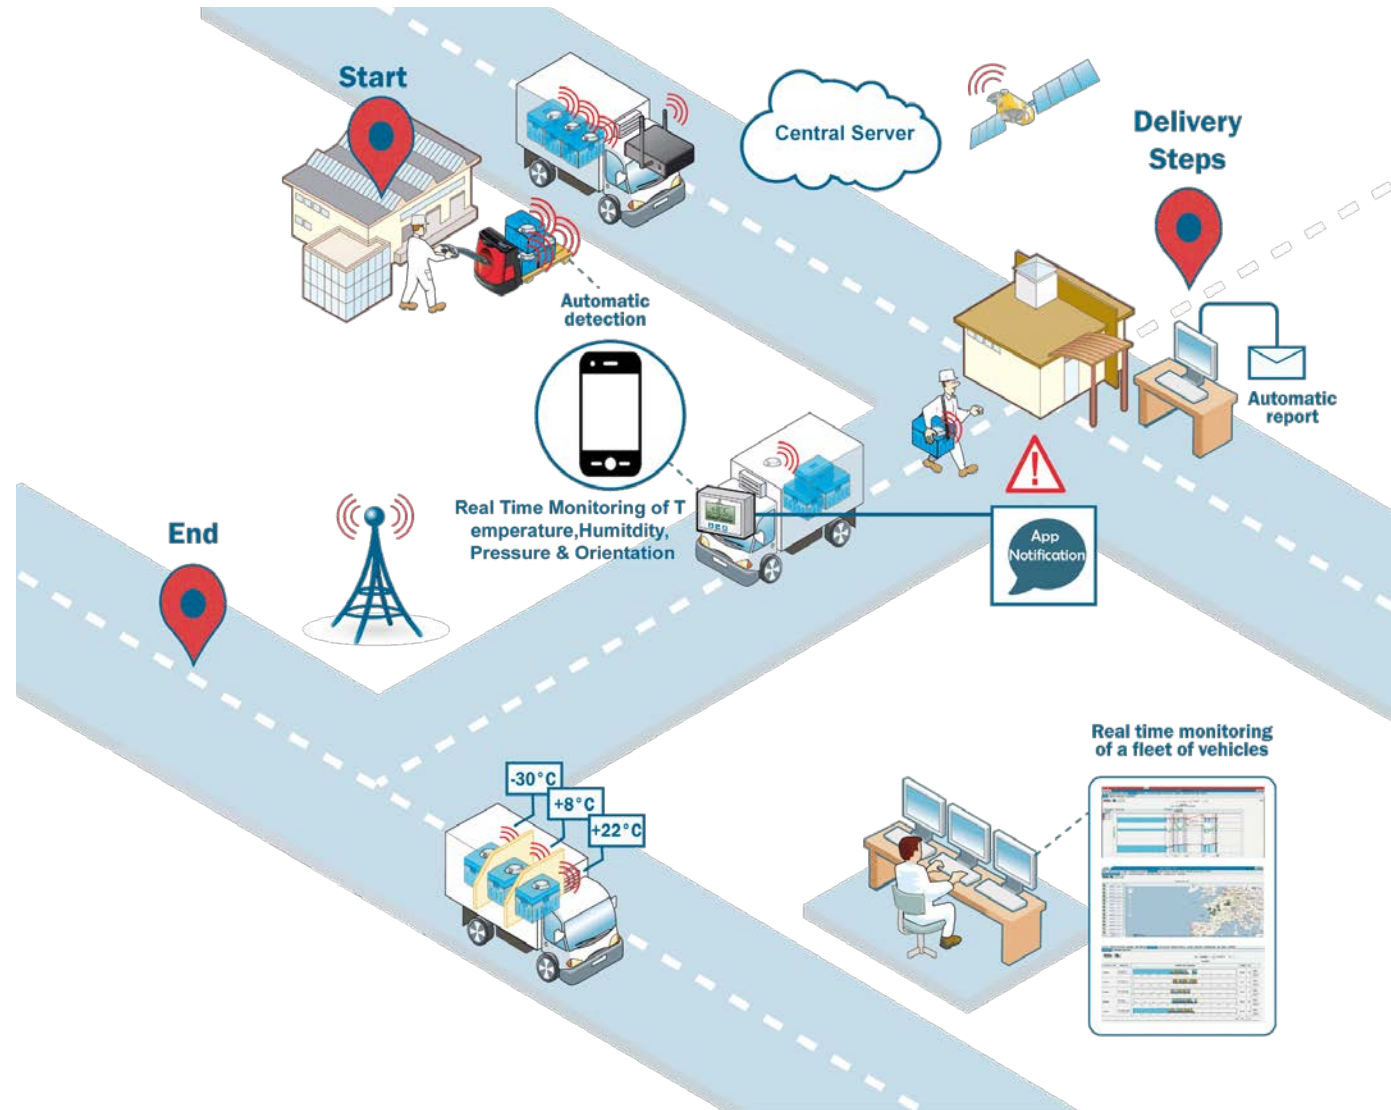 Start
Central Server
Delivery
Steps
Automatic
detection
Automatic
report
Real Time Monitoring of T
emperature,Humitdity,
Pressure & Orientation
App
Notification
End
-30°C
+8°C
+22°C
Real time monitoring
of a fleet of vehicles